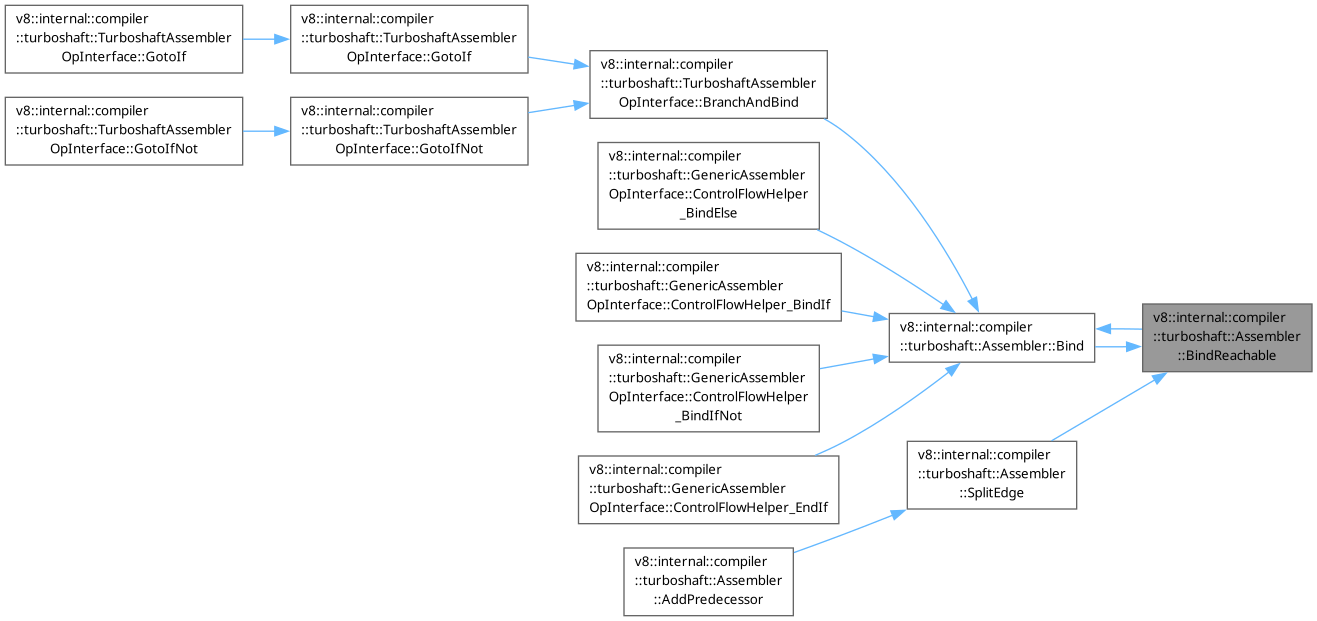 v8::internal::compiler
::turboshaft::TurboshaftAssembler
OpInterface::GotoIf
v8::internal::compiler
::turboshaft::TurboshaftAssembler
OpInterface::GotoIf
v8::internal::compiler
::turboshaft::TurboshaftAssembler
OpInterface::BranchAndBind
v8::internal::compiler
::turboshaft::TurboshaftAssembler
OpInterface::GotoIfNot
v8::internal::compiler
::turboshaft::TurboshaftAssembler
OpInterface::GotoIfNot
v8::internal::compiler
::turboshaft::GenericAssembler
OpInterface::ControlFlowHelper
_BindElse
v8::internal::compiler
::turboshaft::GenericAssembler
OpInterface::ControlFlowHelper_BindIf
v8::internal::compiler
::turboshaft::Assembler::Bind
v8::internal::compiler
::turboshaft::Assembler
::BindReachable
v8::internal::compiler
::turboshaft::GenericAssembler
OpInterface::ControlFlowHelper
_BindIfNot
v8::internal::compiler
::turboshaft::GenericAssembler
OpInterface::ControlFlowHelper_EndIf
v8::internal::compiler
::turboshaft::Assembler
::SplitEdge
v8::internal::compiler
::turboshaft::Assembler
::AddPredecessor